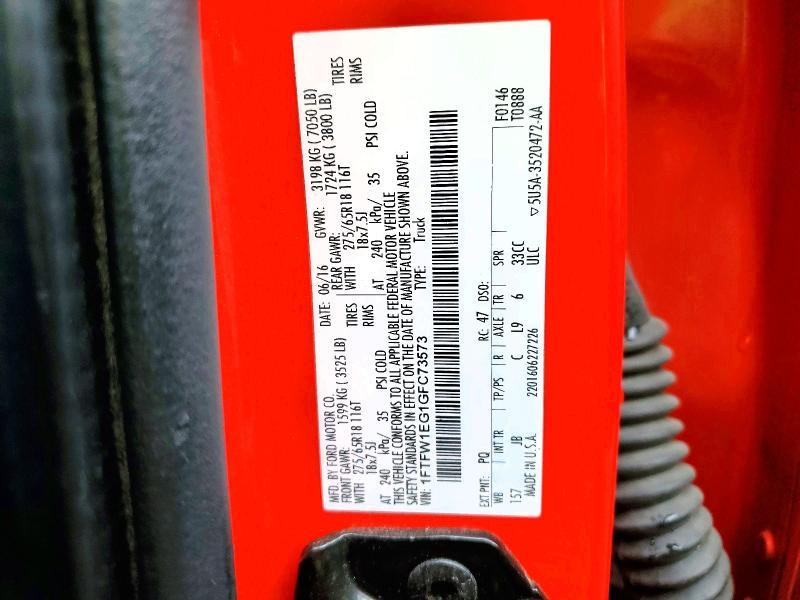 MFD. BY FORD MOTOR CO.
DATE: 06/16 GVWR: 3198 KG ( 7050 LB)
FRONT GAWR: 1599 KG ( 3525 LB) REAR GAWR: 1724 KG ( 3800 LB)
WITH 275/65R18 116T TIRES WITH 275/65R18 116T TIRES
18x7.5J RIMS 18x7.5J RIMS
AT 240 kPa/ 35 PSI COLD AT 240 kPa/ 35 PSI COLD
THIS VEHICLE CONFORMS TO ALL APPLICABLE FEDERAL MOTOR VEHICLE
SAFETY STANDARDS IN EFFECT ON THE DATE OF MANUFACTURE SHOWN ABOVE.
VIN: 1FTFW1EG1GFC73573 TYPE: Truck
EXT PNT: PQ RC: 47 DSO: F0146
WB INT TR TP/PS R AXLE TR SPR T0888
157 JB C L9 6 33CC
ULC
MADE IN U.S.A. 2201606227226 ▽5U5A-3520472-AA